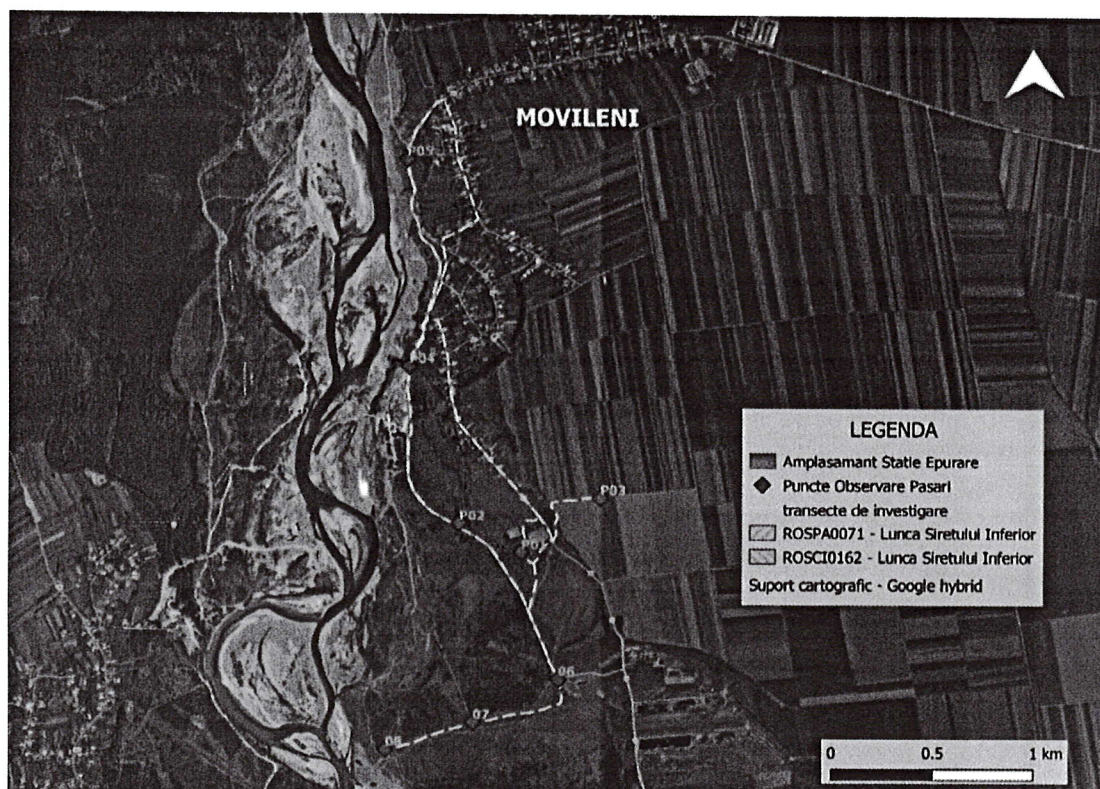 MOVILENI
P05
P04
P03
P02
06
07
08
LEGENDA
Amplasament Statie Epurare
Puncte Observare Pasari
transecte de investigare
ROSPA0071 - Lunca Siretului Inferior
ROSCI0162 - Lunca Siretului Inferior
Suport cartografic - Google hybrid
0 0.5 1 km